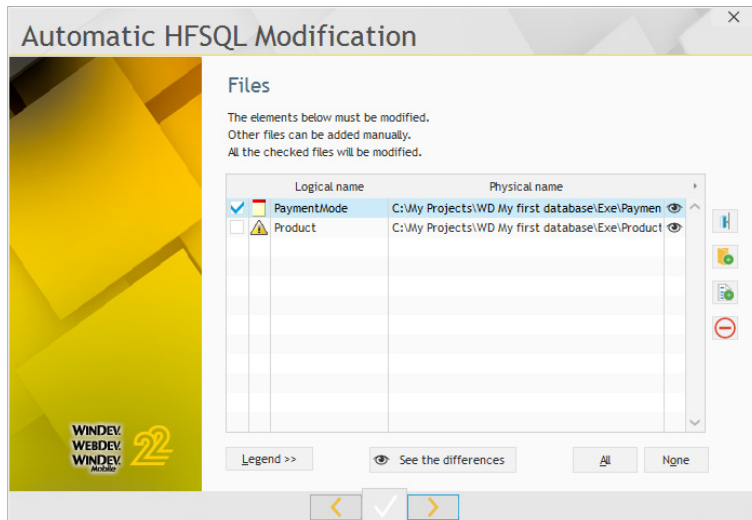 Automatic HFSQL Modification
Files
The elements below must be modified.
Other files can be added manually.
All the checked files will be modified.
Logical name Physical name
PaymentMode C:\My Projects\WD My first database\Exe\Paymen
Product C:\My Projects\WD My first database\Exe\Product
WINDEV.
WEBDEV.
WINDEV.
Mobile
22
Legend >> See the differences All None